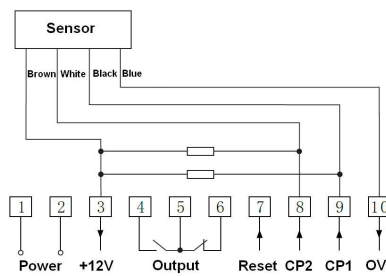 Sensor
Brown White Black Blue
1 2 3 4 5 6 7 8 9 10
Power +12V Output Reset CP2 CP1 OV